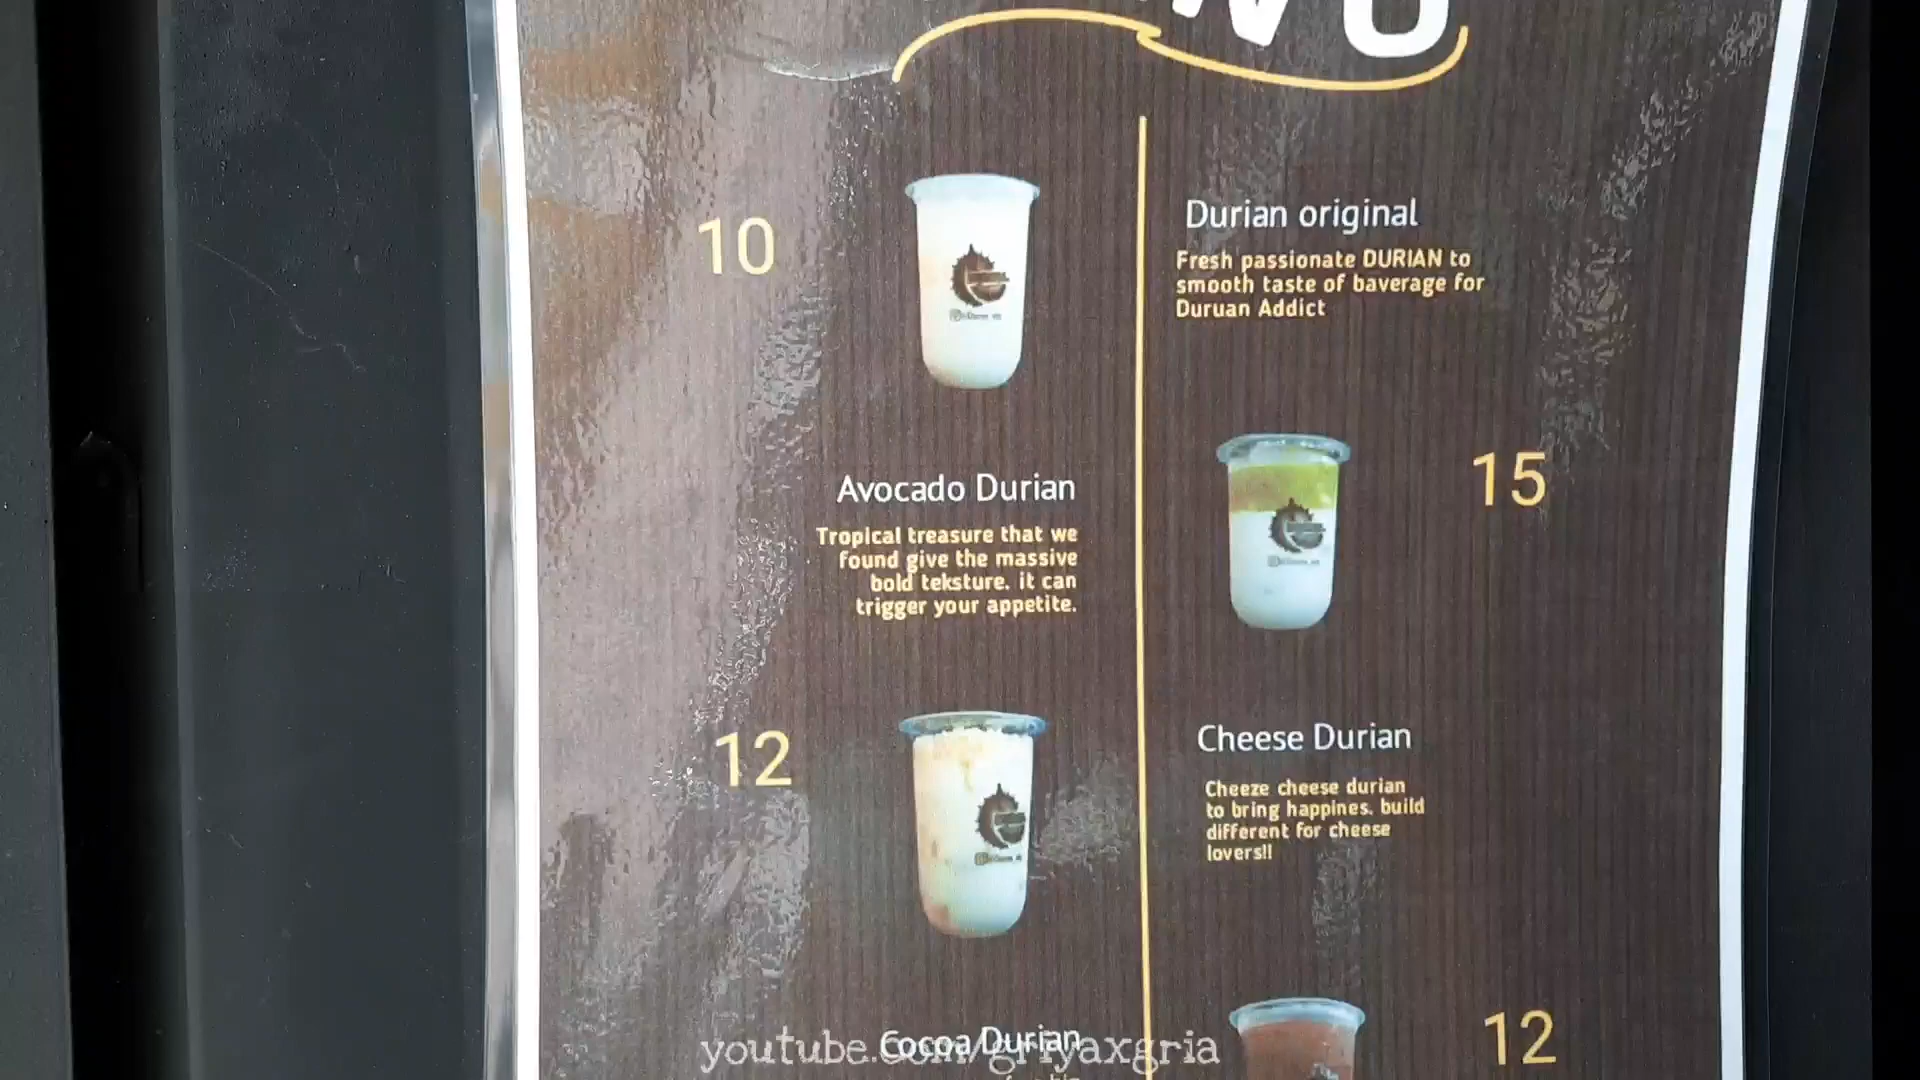 10
Durian original
Fresh passionate DURIAN to
smooth taste of baverage for
Duruan Addict
Avocado Durian
Tropical treasure that we
found give the massive
bold teksture. it can
trigger your appetite.
15
12
Cheese Durian
Cheeze cheese durian
to bring happines. build
different for cheese
lovers!!
Cocoa Durian
12
youtube.com/griyaxgria